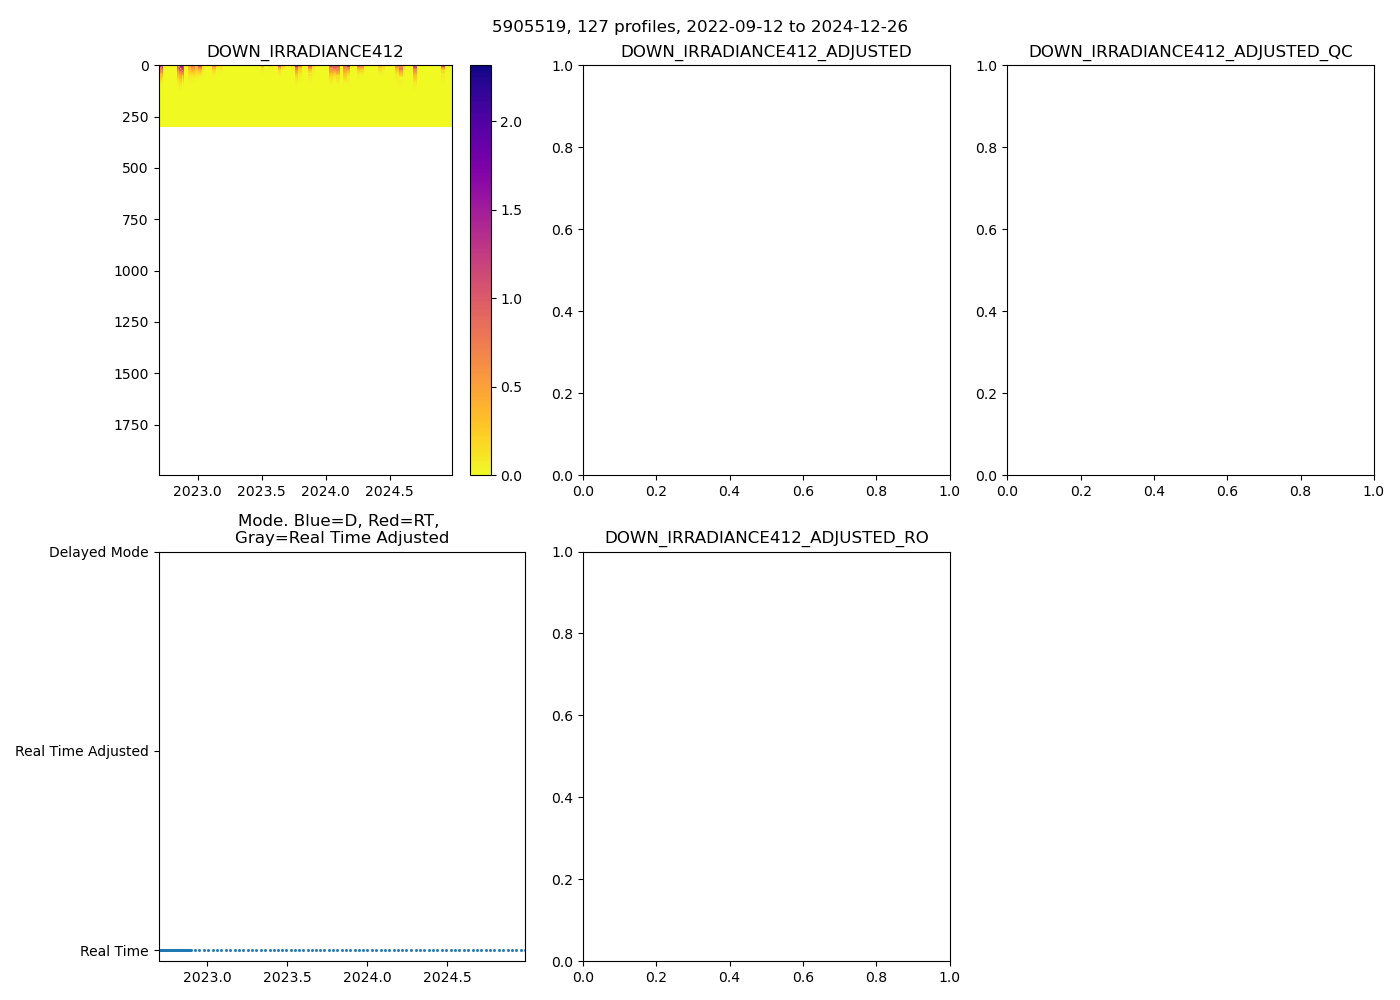 5905519, 127 profiles, 2022-09-12 to 2024-12-26
DOWN_IRRADIANCE412
0
250
500
750
1000
1250
1500
1750
2023.0 2023.5 2024.0 2024.5
2.0
1.5
1.0
0.5
0.0
DOWN_IRRADIANCE412_ADJUSTED
1.0
0.8
0.6
0.4
0.2
0.0
0.0 0.2 0.4 0.6 0.8 1.0
DOWN_IRRADIANCE412_ADJUSTED_QC
1.0
0.8
0.6
0.4
0.2
0.0
0.0 0.2 0.4 0.6 0.8 1.0
Mode. Blue=D, Red=RT,
Gray=Real Time Adjusted
Delayed Mode
Real Time Adjusted
Real Time
2023.0 2023.5 2024.0 2024.5
DOWN_IRRADIANCE412_ADJUSTED_RO
1.0
0.8
0.6
0.4
0.2
0.0
0.0 0.2 0.4 0.6 0.8 1.0